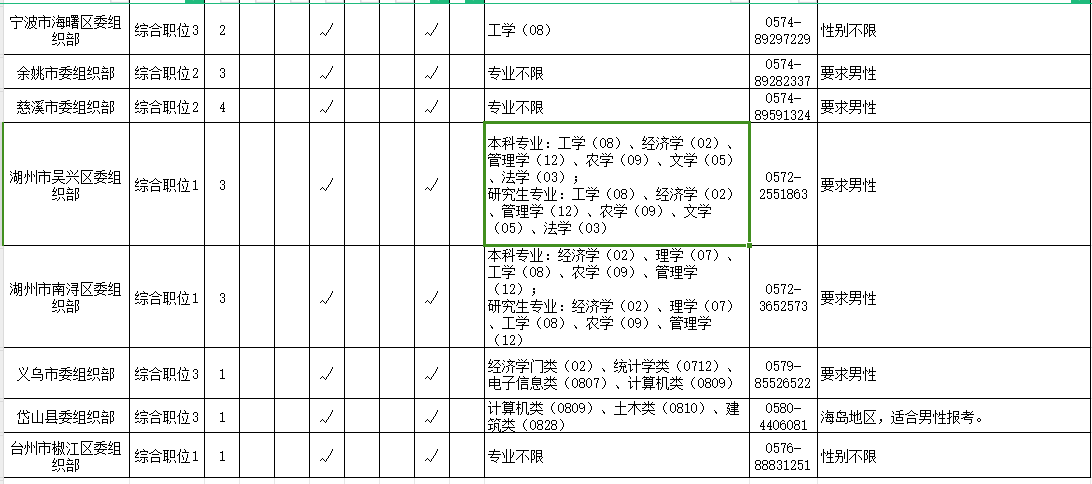 宁波市海曙区委组
织部
综合职位3
2
√
√
工学（08）
0574-
89297229
性别不限
余姚市委组织部
综合职位2
3
√
√
专业不限
0574-
89282337
要求男性
慈溪市委组织部
综合职位2
4
√
√
专业不限
0574-
89591324
要求男性
湖州市吴兴区委组
织部
综合职位1
3
√
√
本科专业：工学（08）、经济学（02）、
管理学（12）、农学（09）、文学（05）
、法学（03）；
研究生专业：工学（08）、经济学（02）
、管理学（12）、农学（09）、文学
（05）、法学（03）
0572-
2551863
要求男性
湖州市南浔区委组
织部
综合职位1
3
√
√
本科专业：经济学（02）、理学（07）、
工学（08）、农学（09）、管理学
（12）；
研究生专业：经济学（02）、理学（07）
、工学（08）、农学（09）、管理学
（12）
0572-
3652573
要求男性
义乌市委组织部
综合职位3
1
√
√
经济学门类（02）、统计学类（0712）、
电子信息类（0807）、计算机类（0809）
0579-
85526522
要求男性
岱山县委组织部
综合职位3
1
√
√
计算机类（0809）、土木类（0810）、建
筑类（0828）
0580-
4406081
海岛地区，适合男性报考。
台州市椒江区委组
织部
综合职位1
1
√
√
专业不限
0576-
88831251
性别不限